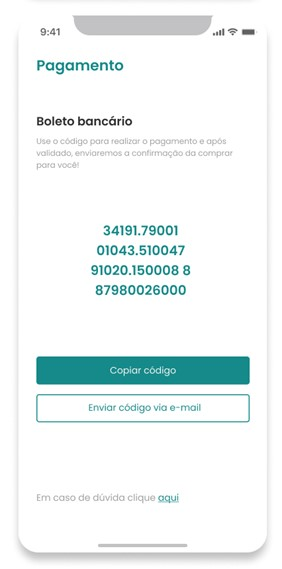 9:41
Pagamento
Boleto bancário
Use o código para realizar o pagamento e após
validado, enviaremos a confirmação da comprar
para você!
34191.79001
01043.510047
91020.150008 8
87980026000
Copiar código
Enviar código via e-mail
Em caso de dúvida clique aqui